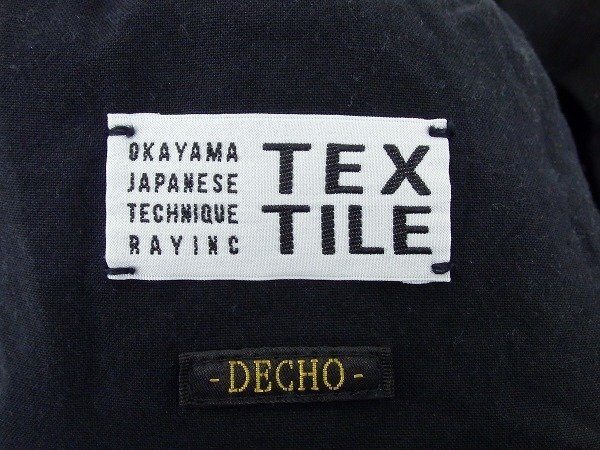 OKAYAMA
JAPANESE
TECHNIQUE
RAYINC
TEX
TILE
- DECHO -